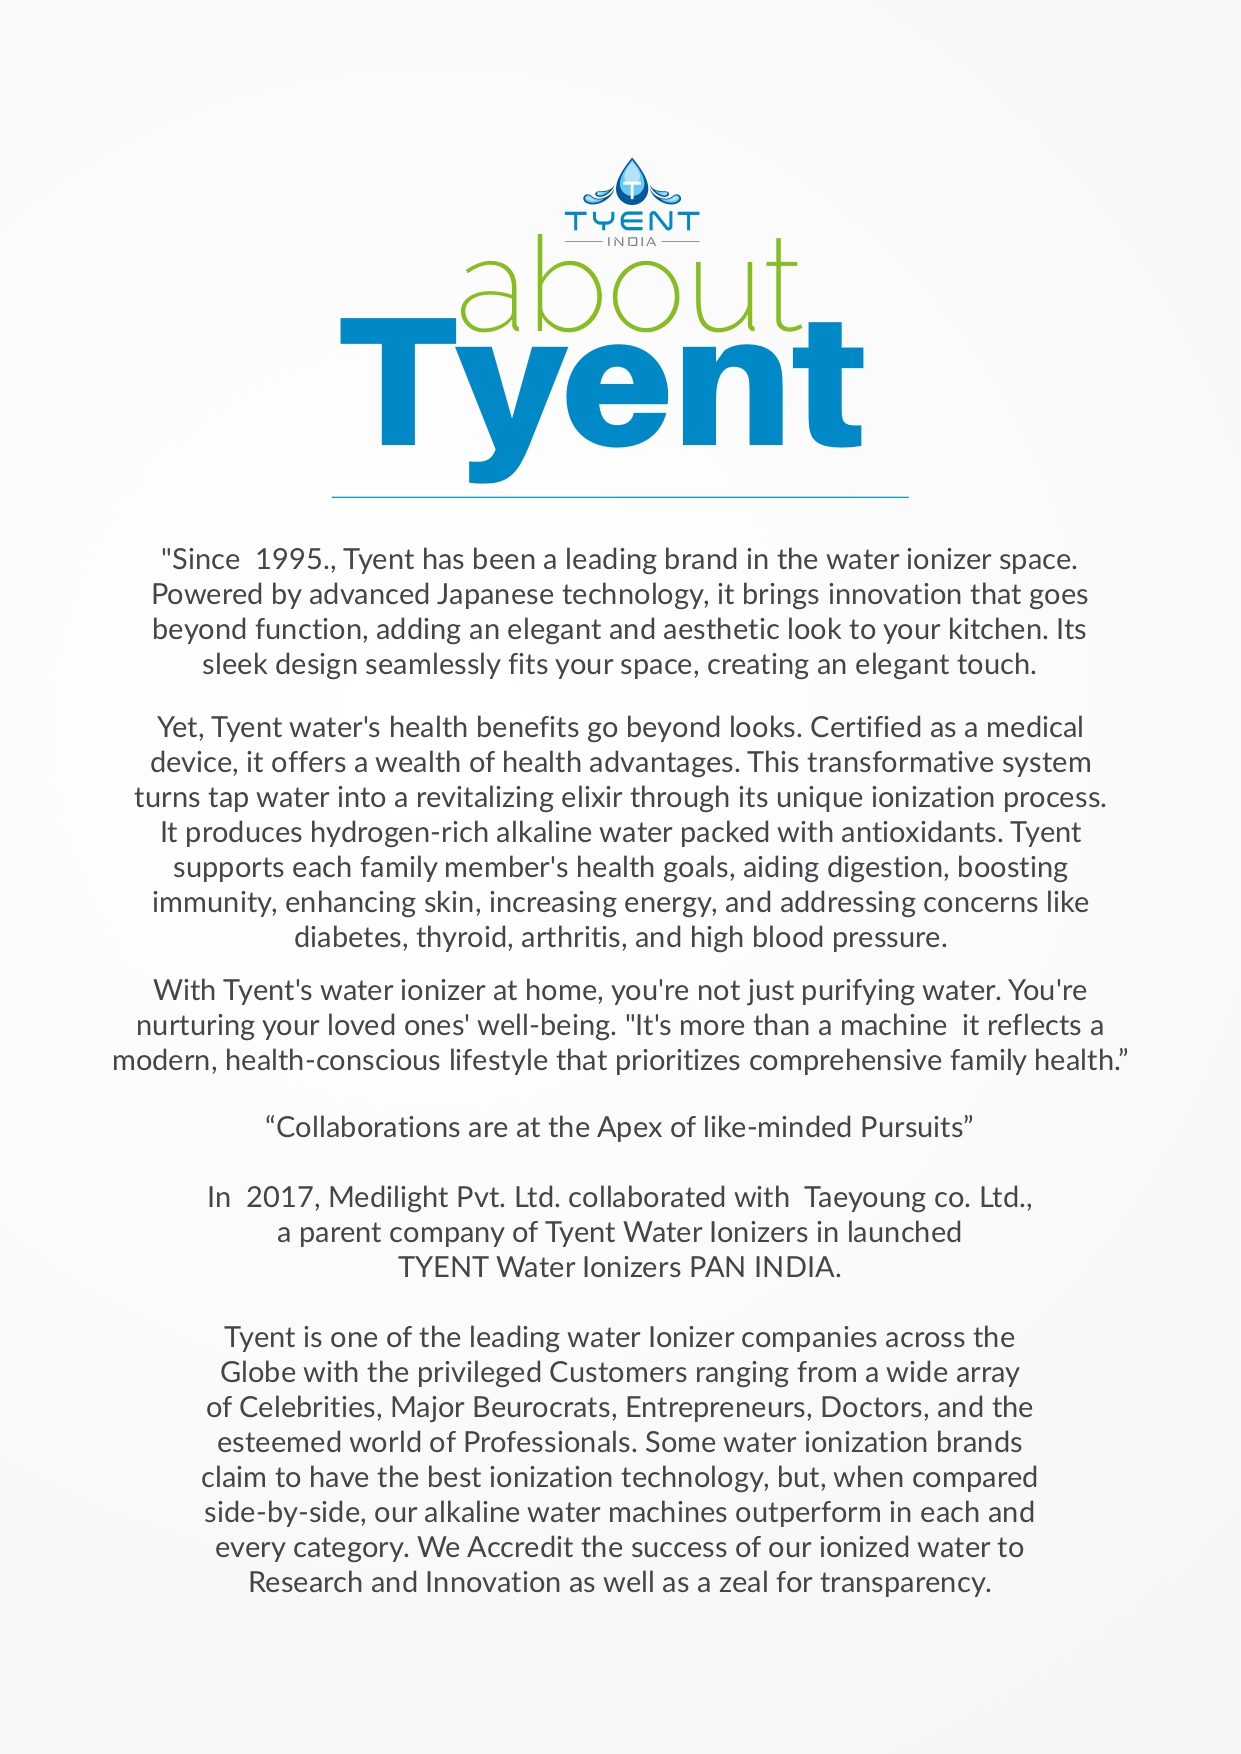 T
TYENT
INDIA
about
Tyent
"Since  1995., Tyent has been a leading brand in the water ionizer space.
Powered by advanced Japanese technology, it brings innovation that goes
beyond function, adding an elegant and aesthetic look to your kitchen. Its
sleek design seamlessly fits your space, creating an elegant touch.
Yet, Tyent water's health benefits go beyond looks. Certified as a medical
device, it offers a wealth of health advantages. This transformative system
turns tap water into a revitalizing elixir through its unique ionization process.
It produces hydrogen-rich alkaline water packed with antioxidants. Tyent
supports each family member's health goals, aiding digestion, boosting
immunity, enhancing skin, increasing energy, and addressing concerns like
diabetes, thyroid, arthritis, and high blood pressure.
With Tyent's water ionizer at home, you're not just purifying water. You're
nurturing your loved ones' well-being. "It's more than a machine  it reflects a
modern, health-conscious lifestyle that prioritizes comprehensive family health.”
“Collaborations are at the Apex of like-minded Pursuits”
In  2017, Medilight Pvt. Ltd. collaborated with  Taeyoung co. Ltd.,
a parent company of Tyent Water Ionizers in launched
TYENT Water Ionizers PAN INDIA.
Tyent is one of the leading water Ionizer companies across the
Globe with the privileged Customers ranging from a wide array
of Celebrities, Major Beurocrats, Entrepreneurs, Doctors, and the
esteemed world of Professionals. Some water ionization brands
claim to have the best ionization technology, but, when compared
side-by-side, our alkaline water machines outperform in each and
every category. We Accredit the success of our ionized water to
Research and Innovation as well as a zeal for transparency.